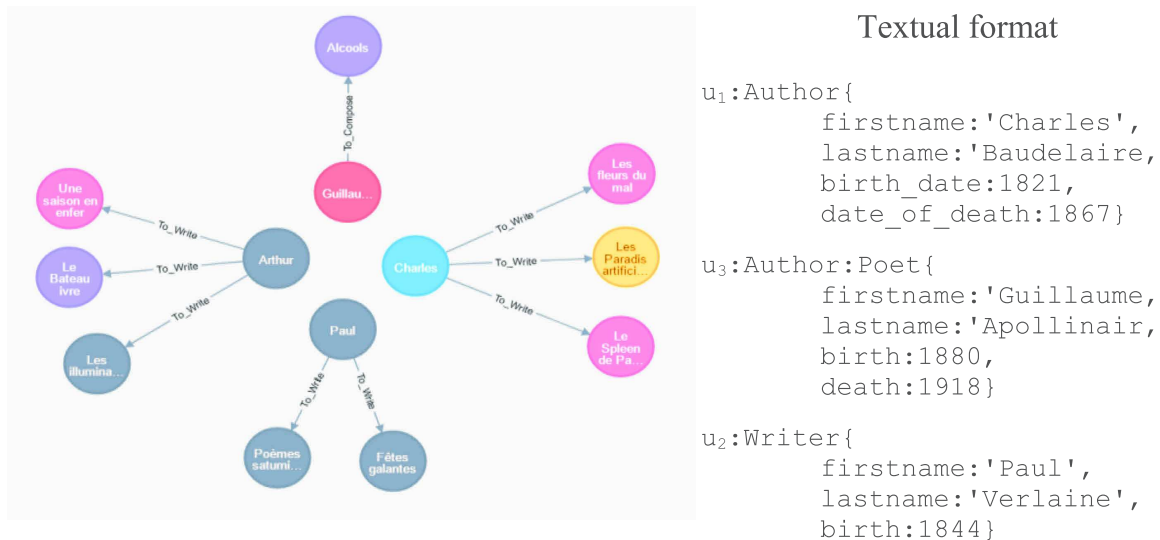 Alcools
To_Compose
Guillau...
Une
saison en
enfer
To_Write
Le
Bateau
ivre
To_Write
Arthur
Les
illumina...
To_Write
Les
fleurs du
mal
To_Write
Charles
To_Write
Les
Paradis
artifici...
To_Write
Le
Spleen
de Pa...
Paul
To_Write
To_Write
Poèmes
saturni...
Fêtes
galantes
Textual format
u₁:Author{
firstname:'Charles',
lastname:'Baudelaire,
birth_date:1821,
date_of_death:1867}
u₃:Author:Poet{
firstname:'Guillaume,
lastname:'Apollinair,
birth:1880,
death:1918}
u₂:Writer{
firstname:'Paul',
lastname:'Verlaine',
birth:1844}